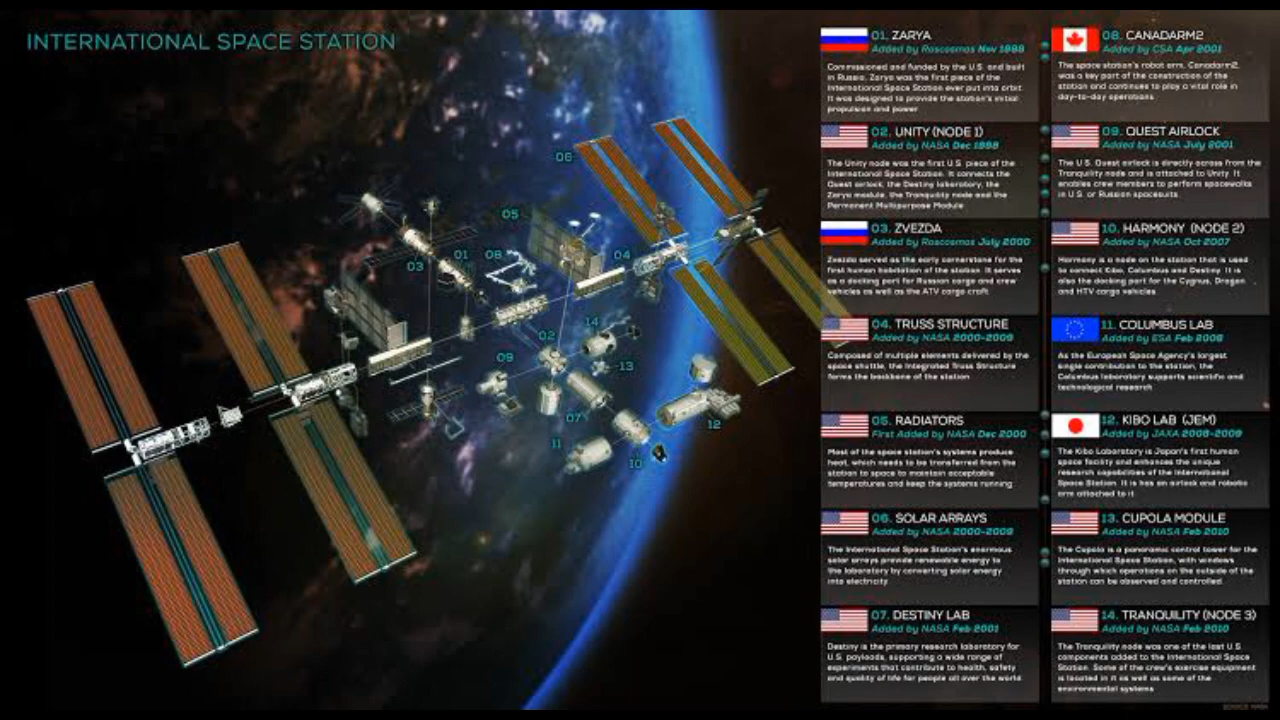 INTERNATIONAL SPACE STATION
06
05
03
01
08
04
02
14
09
13
07
12
11
10
01. ZARYA
Added by Roscosmos Nov 1998
Commissioned and funded by the U.S. and built
in Russia, Zarya was the first piece of the
International Space Station ever put into orbit.
It was designed to provide the station's initial
propulsion and power
02. UNITY (NODE 1)
Added by NASA Dec 1998
The Unity node was the first U.S. piece of the
International Space Station. It connects the
Quest airlock, the Destiny laboratory, the
Zarya module, the Tranquility node and the
Permanent Multipurpose Module
03. ZVEZDA
Added by Roscosmos July 2000
Zvezda served as the early cornerstone for the
first human habitation of the station. It serves
as a docking port for Russian cargo and crew
vehicles as well as the ATV cargo craft
04. TRUSS STRUCTURE
Added by NASA 2000-2009
Composed of multiple elements delivered by the
space shuttle, the Integrated Truss Structure
forms the backbone of the station
05. RADIATORS
First Added by NASA Dec 2000
Most of the space station's systems produce
heat, which needs to be transferred from the
station to space to maintain acceptable
temperatures and keep the systems running
06. SOLAR ARRAYS
Added by NASA 2000-2009
The International Space Station's enormous
solar arrays provide renewable energy to
the laboratory by converting solar energy
into electricity
07. DESTINY LAB
Added by NASA Feb 2001
Destiny is the primary research laboratory for
U.S. payloads, supporting a wide range of
experiments that contribute to health, safety
and quality of life for people all over the world
08. CANADARM2
Added by CSA Apr 2001
The space station's robot arm, Canadarm2,
was a key part of the construction of the
station and continues to play a vital role in
day-to-day operations
09. QUEST AIRLOCK
Added by NASA July 2001
The U.S. Quest airlock is directly across from the
Tranquility node and is attached to Unity. It
enables crew members to perform spacewalks
in U.S. or Russian spacesuits
10. HARMONY (NODE 2)
Added by NASA Oct 2007
Harmony is a node on the station that is used
to connect Kibo, Columbus and Destiny. It is
also the docking port for the Cygnus, Dragon
and HTV cargo vehicles
11. COLUMBUS LAB
Added by ESA Feb 2008
As the European Space Agency's largest
single contribution to the station, the
Columbus laboratory supports scientific and
technological research
12. KIBO LAB (JEM)
Added by JAXA 2008-2009
The Kibo Laboratory is Japan's first human
space facility and enhances the unique
research capabilities of the International
Space Station. It is has an airlock and robotic
arm attached to it
13. CUPOLA MODULE
Added by NASA Feb 2010
The Cupola is a panoramic control tower for the
International Space Station, with windows
through which operations on the outside of the
station can be observed and controlled
14. TRANQUILITY (NODE 3)
Added by NASA Feb 2010
The Tranquility node was one of the last U.S.
components added to the International Space
Station. Some of the crew's exercise equipment
is located in it as well as some of the
environmental systems